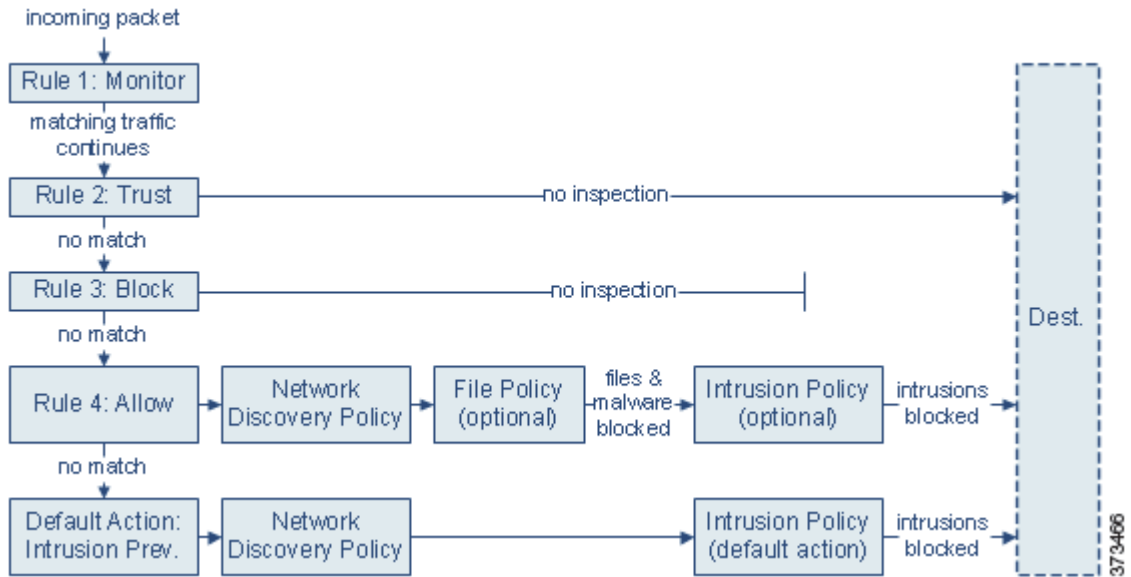 incoming packet
Rule 1: Monitor
matching traffic
continues
Rule 2: Trust
no inspection
no match
Rule 3: Block
no inspection
no match
Rule 4: Allow
Network
Discovery Policy
File Policy
(optional)
files &
malware
blocked
Intrusion Policy
(optional)
intrusions
blocked
no match
Default Action:
Intrusion Prev.
Network
Discovery Policy
Intrusion Policy
(default action)
intrusions
blocked
Dest.
373466